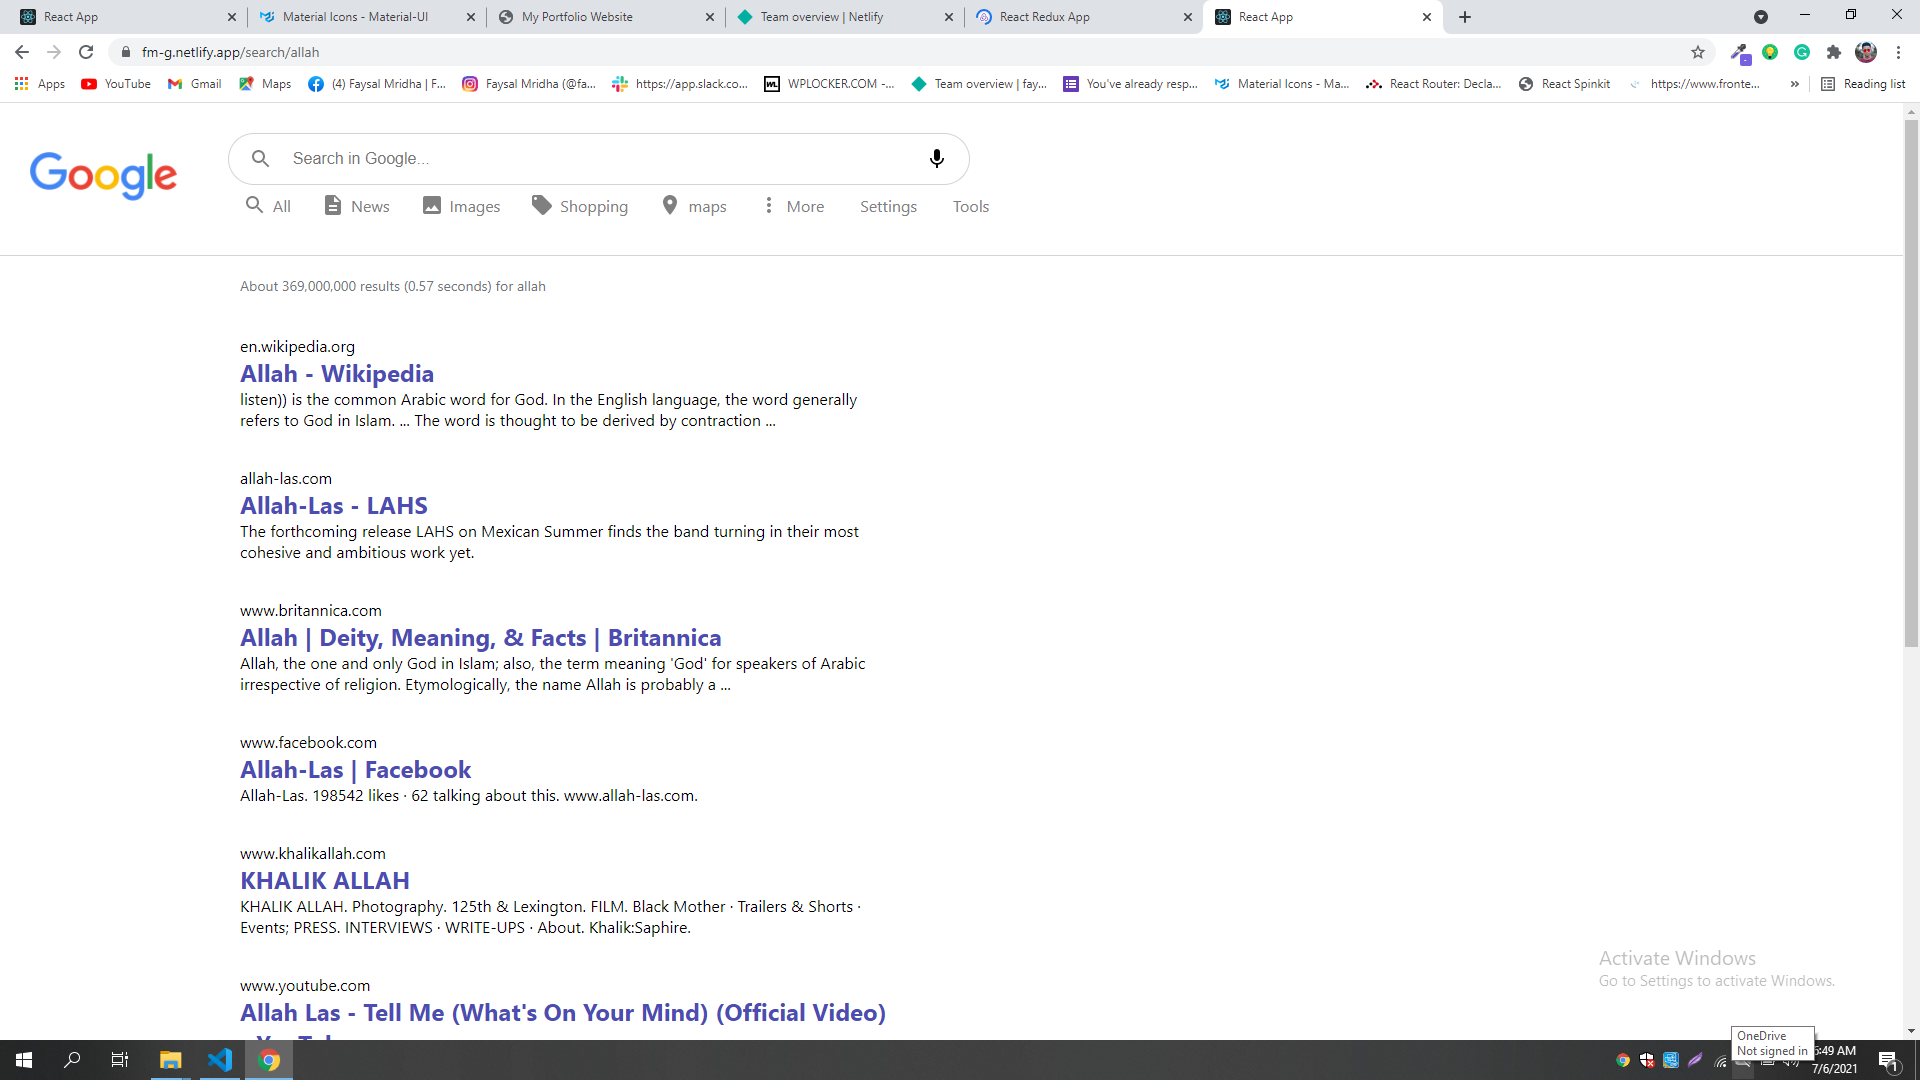 React App
Material Icons - Material-UI
My Portfolio Website
Team overview | Netlify
React Redux App
React App
fm-g.netlify.app/search/allah
Apps
YouTube
Gmail
Maps
(4) Faysal Mridha | F...
Faysal Mridha (@fa...
https://app.slack.co...
WL
WPLOCKER.COM -...
Team overview | fay...
You've already resp...
Material Icons - Ma...
React Router: Decla...
React Spinkit
https://www.fronte...
»
Reading list
Google
Search in Google...
All
News
Images
Shopping
maps
More
Settings
Tools
About 369,000,000 results (0.57 seconds) for allah
en.wikipedia.org
Allah - Wikipedia
listen)) is the common Arabic word for God. In the English language, the word generally
refers to God in Islam. ... The word is thought to be derived by contraction ...
allah-las.com
Allah-Las - LAHS
The forthcoming release LAHS on Mexican Summer finds the band turning in their most
cohesive and ambitious work yet.
www.britannica.com
Allah | Deity, Meaning, & Facts | Britannica
Allah, the one and only God in Islam; also, the term meaning 'God' for speakers of Arabic
irrespective of religion. Etymologically, the name Allah is probably a ...
www.facebook.com
Allah-Las | Facebook
Allah-Las. 198542 likes · 62 talking about this. www.allah-las.com.
www.khalikallah.com
KHALIK ALLAH
KHALIK ALLAH. Photography. 125th & Lexington. FILM. Black Mother · Trailers & Shorts ·
Events; PRESS. INTERVIEWS · WRITE-UPS · About. Khalik:Saphire.
www.youtube.com
Allah Las - Tell Me (What's On Your Mind) (Official Video)
Activate Windows
Go to Settings to activate Windows.
OneDrive
Not signed in
:49 AM
7/6/2021
1